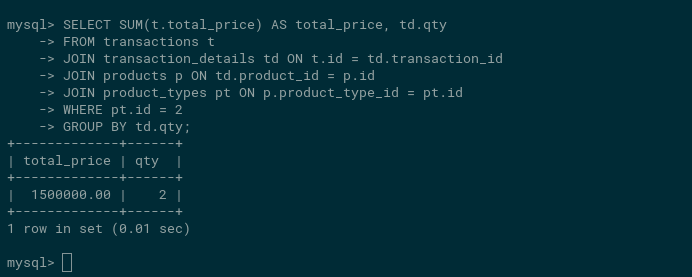 mysql> SELECT SUM(t.total_price) AS total_price, td.qty
    -> FROM transactions t
    -> JOIN transaction_details td ON t.id = td.transaction_id
    -> JOIN products p ON td.product_id = p.id
    -> JOIN product_types pt ON p.product_type_id = pt.id
    -> WHERE pt.id = 2
    -> GROUP BY td.qty;
+-------------+------+
| total_price | qty  |
+-------------+------+
|  1500000.00 |    2 |
+-------------+------+
1 row in set (0.01 sec)

mysql>